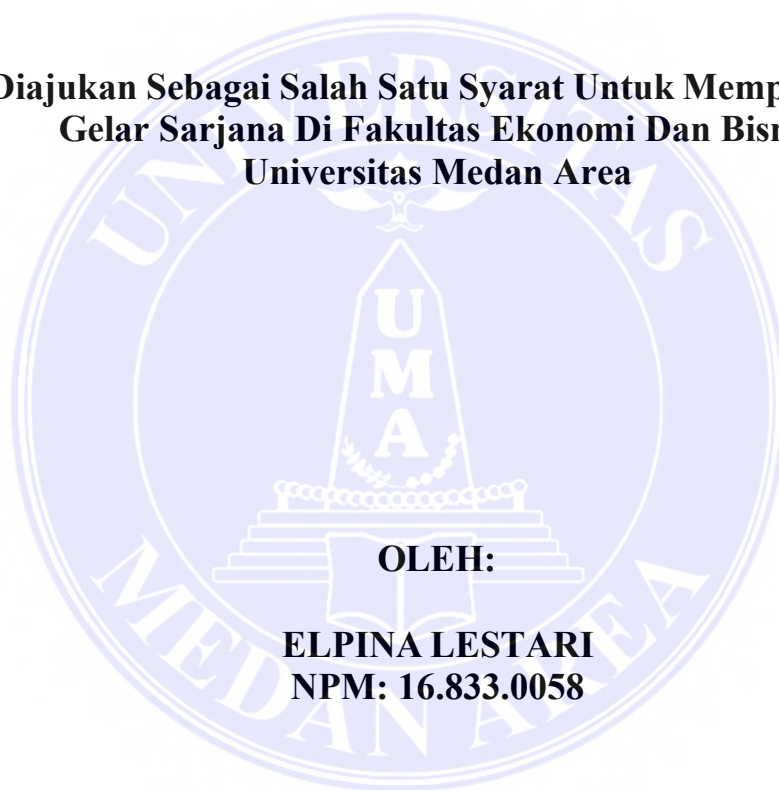 Diajukan Sebagai Salah Satu Syarat Untuk
Gelar Sarjana Di Fakultas Ekonomi Dan
Universitas Medan Area
UNIVERSITAS
UMA
OLEH:
ELPINA LESTARI
NPM: 16.833.0058
MEDAN AREA